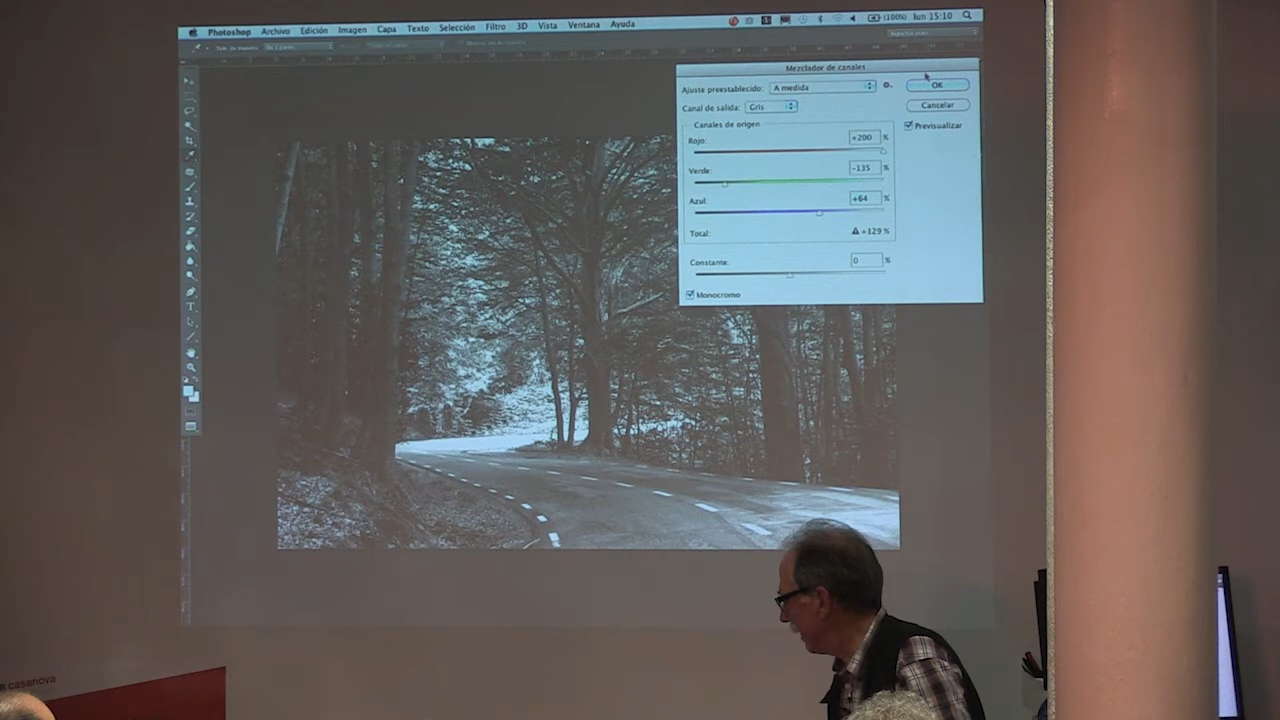 Photoshop Archivo Edición Imagen Capa Texto Selección Filtro 3D Vista Ventana Ayuda (100%) lun 15:10
Mezclador de canales
Ajuste preestablecido: A medida OK
Canal de salida: Gris Cancelar
Canales de origen Previsualizar
Rojo: +200 %
Verde: -135 %
Azul: +64 %
Total: +129 %
Constante: 0 %
Monocromo
casanova